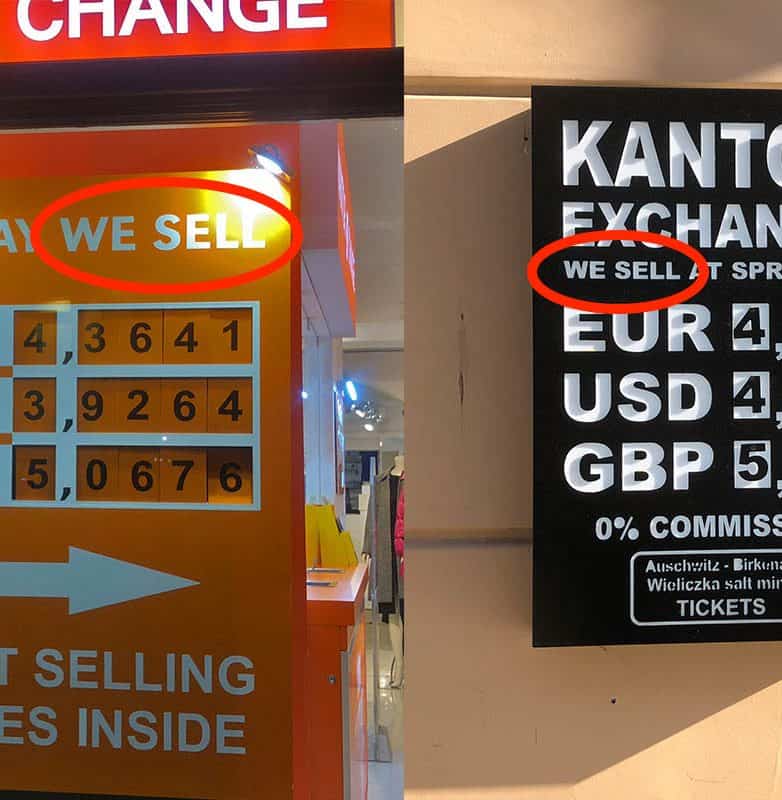 CHANGE
AY WE SELL
4,3641
3,9264
5,0676
T SELLING
ES INSIDE
KANTO
EXCHAN
WE SELL AT SPR
EUR 4,
USD 4,
GBP 5,
0% COMMISS
Auschwitz - Birkena
Wieliczka salt min
TICKETS